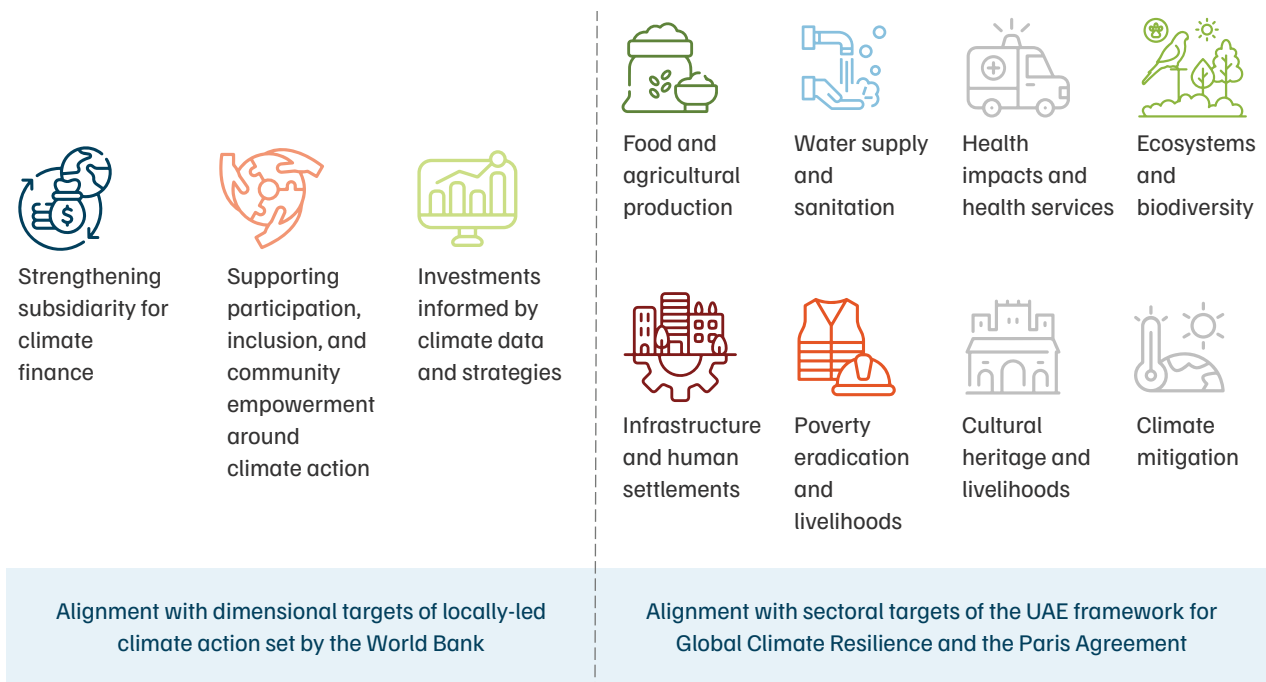 Strengthening
subsidiarity for
climate
finance
Supporting
participation,
inclusion, and
community
empowerment
around
climate action
Investments
informed by
climate data
and strategies
Alignment with dimensional targets of locally-led
climate action set by the World Bank
Food and
agricultural
production
Water supply
and
sanitation
Health
impacts and
health services
Ecosystems
and
biodiversity
Infrastructure
and human
settlements
Poverty
eradication
and
livelihoods
Cultural
heritage and
livelihoods
Climate
mitigation
Alignment with sectoral targets of the UAE framework for
Global Climate Resilience and the Paris Agreement